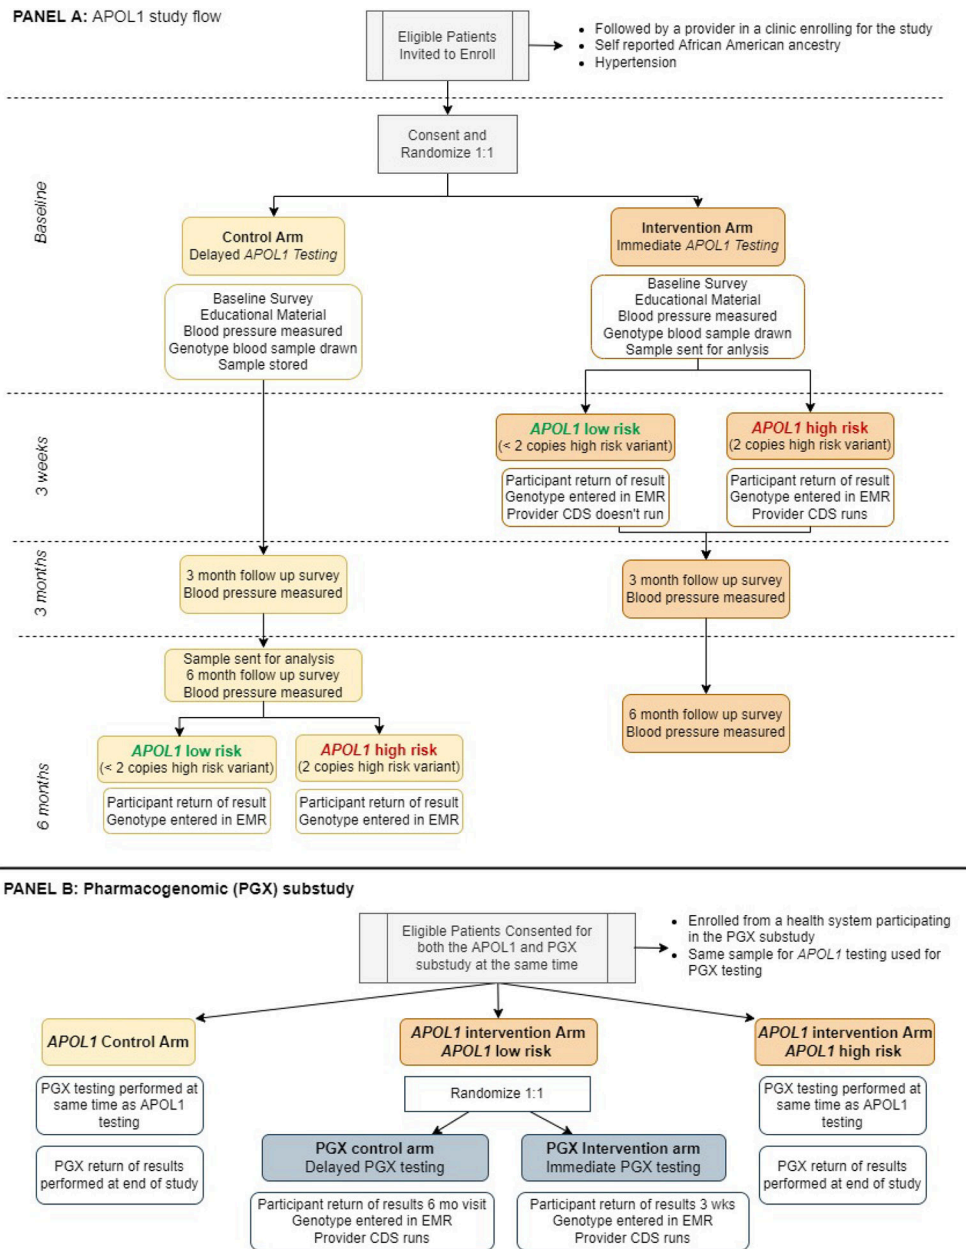 PANEL A: APOL1 study flow
Eligible Patients
Invited to Enroll
• Followed by a provider in a clinic enrolling for the study
• Self reported African American ancestry
• Hypertension
Baseline
Consent and
Randomize 1:1
Control Arm
Delayed APOL1 Testing
Intervention Arm
Immediate APOL1 Testing
Baseline Survey
Educational Material
Blood pressure measured
Genotype blood sample drawn
Sample stored
Baseline Survey
Educational Material
Blood pressure measured
Genotype blood sample drawn
Sample sent for anlysis
3 weeks
APOL1 low risk
(< 2 copies high risk variant)
APOL1 high risk
(2 copies high risk variant)
Participant return of result
Genotype entered in EMR
Provider CDS doesn't run
Participant return of result
Genotype entered in EMR
Provider CDS runs
3 months
3 month follow up survey
Blood pressure measured
3 month follow up survey
Blood pressure measured
6 months
Sample sent for analysis
6 month follow up survey
Blood pressure measured
6 month follow up survey
Blood pressure measured
APOL1 low risk
(< 2 copies high risk variant)
APOL1 high risk
(2 copies high risk variant)
Participant return of result
Genotype entered in EMR
Participant return of result
Genotype entered in EMR
PANEL B: Pharmacogenomic (PGX) substudy
Eligible Patients Consented for
both the APOL1 and PGX
substudy at the same time
• Enrolled from a health system participating
in the PGX substudy
• Same sample for APOL1 testing used for
PGX testing
APOL1 Control Arm
APOL1 intervention Arm
APOL1 low risk
APOL1 intervention Arm
APOL1 high risk
PGX testing performed at
same time as APOL1
testing
Randomize 1:1
PGX testing performed at
same time as APOL1
testing
PGX return of results
performed at end of study
PGX control arm
Delayed PGX testing
PGX Intervention arm
Immediate PGX testing
PGX return of results
performed at end of study
Participant return of results 6 mo visit
Genotype entered in EMR
Provider CDS runs
Participant return of results 3 wks
Genotype entered in EMR
Provider CDS runs